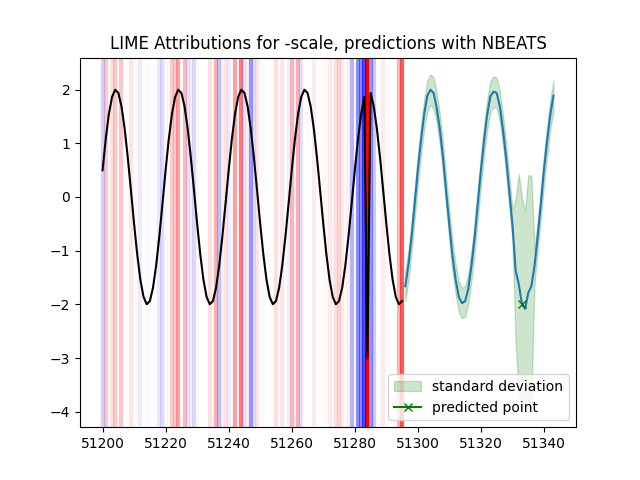 LIME Attributions for -scale, predictions with NBEATS
2
1
0
−1
−2
−3
−4
standard deviation
predicted point
51200 51220 51240 51260 51280 51300 51320 51340